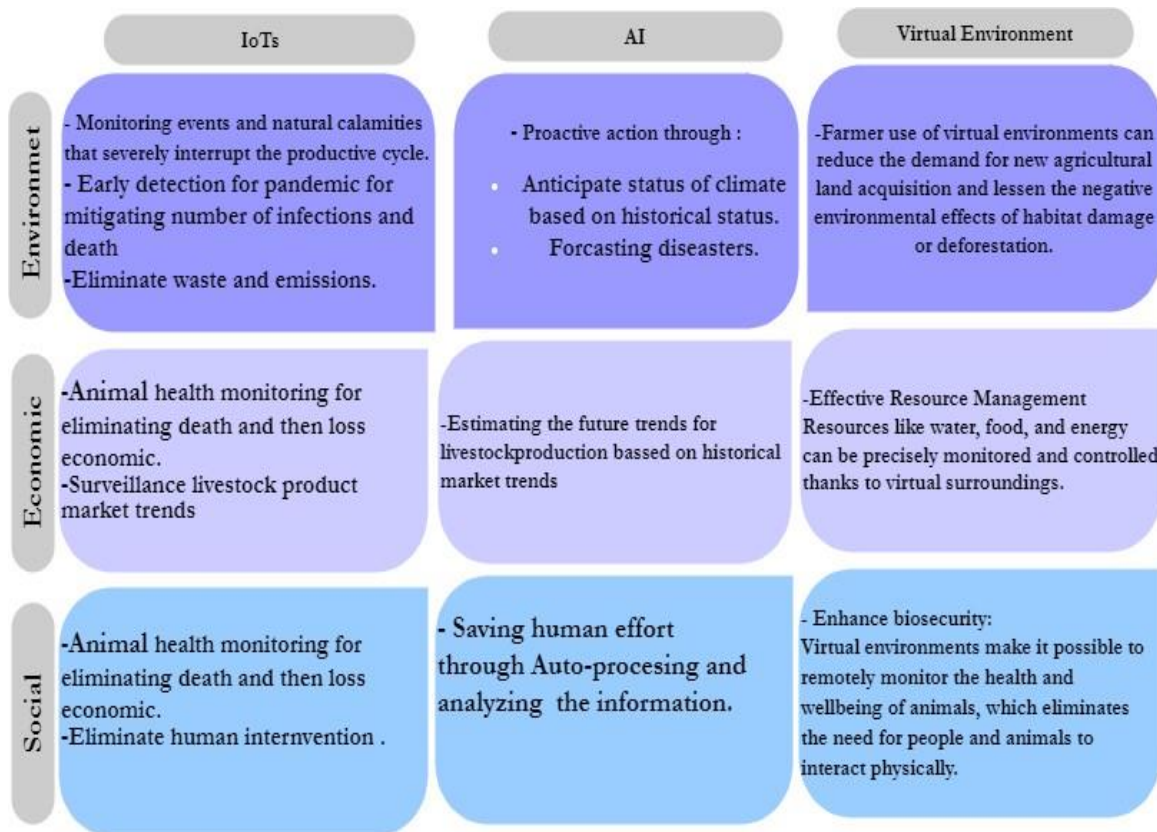 IoTs
AI
Virtual Environment
Environmet
- Monitoring events and natural calamities
that severely interrupt the productive cycle.
- Early detection for pandemic for
mitigating number of infections and
death
-Eliminate waste and emissions.
- Proactive action through :
• Anticipate status of climate
based on historical status.
• Forcasting diseasters.
-Farmer use of virtual environments can
reduce the demand for new agricultural
land acquisition and lessen the negative
environmental effects of habitat damage
or deforestation.
Economic
-Animal health monitoring for
eliminating death and then loss
economic.
-Surveillance livestock product
market trends
-Estimating the future trends for
livestockproduction bassed on historical
market trends
-Effective Resource Management
Resources like water, food, and energy
can be precisely monitored and controlled
thanks to virtual surroundings.
Social
-Animal health monitoring for
eliminating death and then loss
economic.
-Eliminate human internvention .
- Saving human effort
through Auto-procesing and
analyzing the information.
- Enhance biosecurity:
Virtual environments make it possible to
remotely monitor the health and
wellbeing of animals, which eliminates
the need for people and animals to
interact physically.